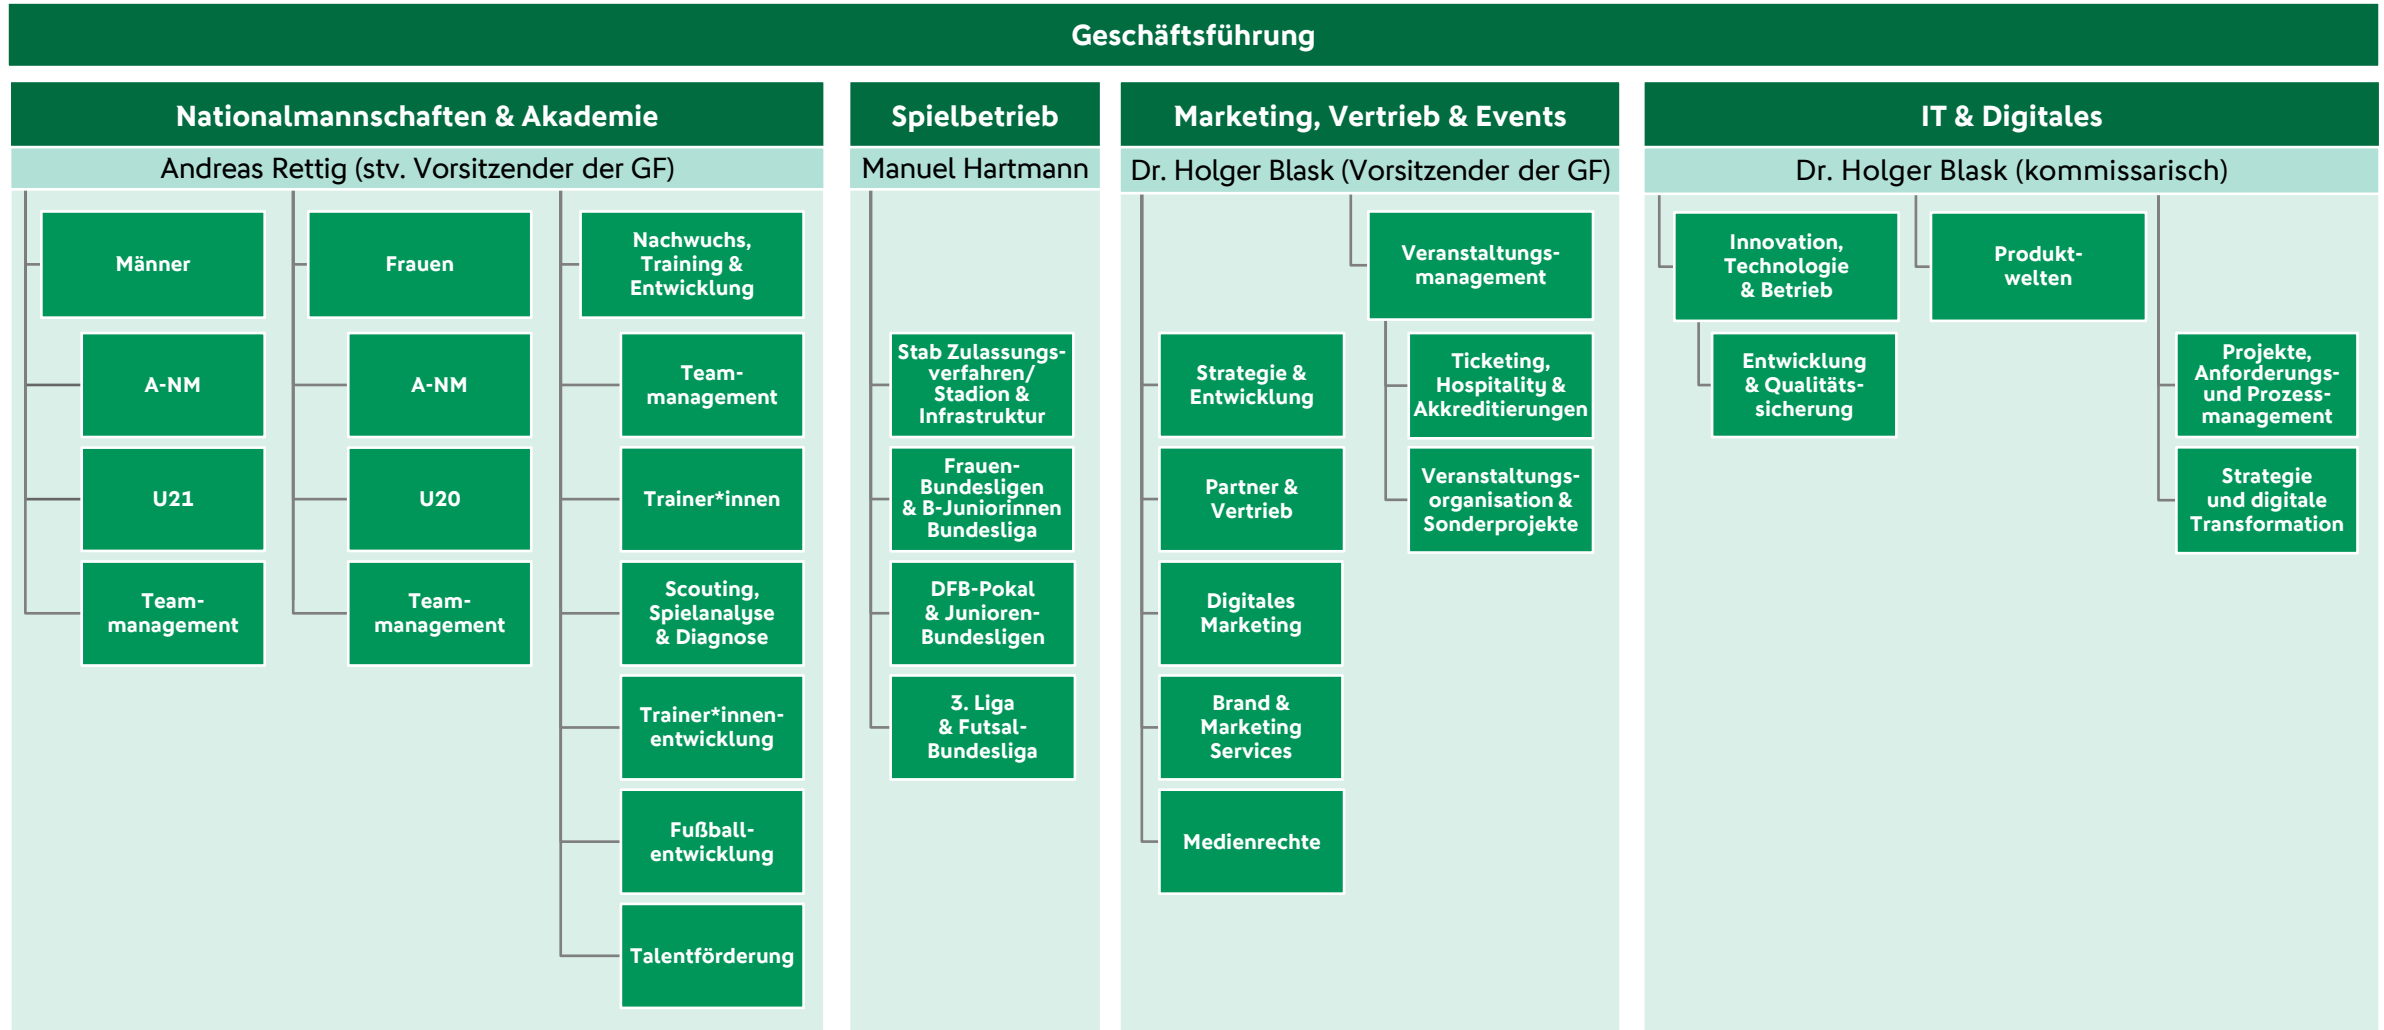 Geschäftsführung
Nationalmannschaften & Akademie
Andreas Rettig (stv. Vorsitzender der GF)
Männer
A-NM
U21
Team-
management
Frauen
A-NM
U20
Team-
management
Nachwuchs,
Training &
Entwicklung
Team-
management
Trainer*innen
Scouting,
Spielanalyse
& Diagnose
Trainer*innen-
entwicklung
Fußball-
entwicklung
Talentförderung
Spielbetrieb
Manuel Hartmann
Stab Zulassungs-
verfahren/
Stadion &
Infrastruktur
Frauen-
Bundesligen
& B-Juniorinnen
Bundesliga
DFB-Pokal
& Junioren-
Bundesligen
3. Liga
& Futsal-
Bundesliga
Marketing, Vertrieb & Events
Dr. Holger Blask (Vorsitzender der GF)
Strategie &
Entwicklung
Partner &
Vertrieb
Digitales
Marketing
Brand &
Marketing
Services
Medienrechte
Veranstaltungs-
management
Ticketing,
Hospitality &
Akkreditierungen
Veranstaltungs-
organisation &
Sonderprojekte
IT & Digitales
Dr. Holger Blask (kommissarisch)
Innovation,
Technologie
& Betrieb
Entwicklung
& Qualitäts-
sicherung
Produkt-
welten
Projekte,
Anforderungs-
und Prozess-
management
Strategie
und digitale
Transformation